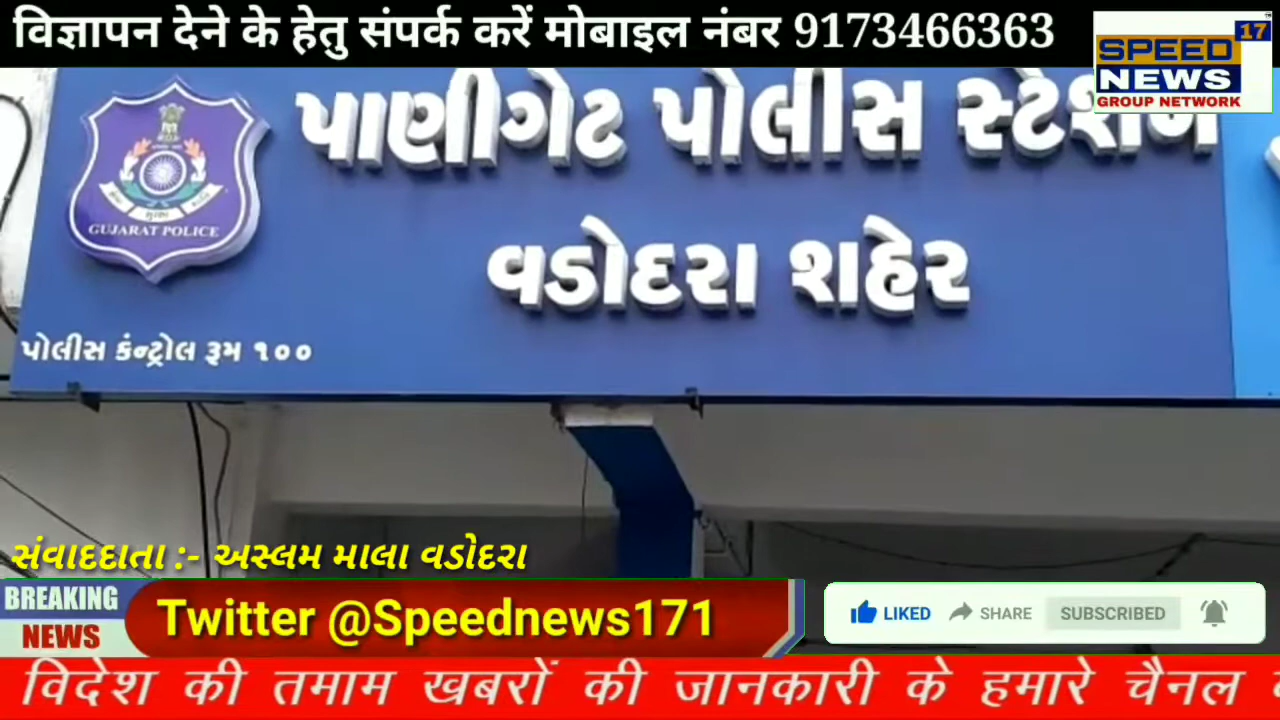 विज्ञापन देने के हेतु संपर्क करें मोबाइल नंबर 9173466363
SPEED 17
NEWS
GROUP NETWORK
પાણીગેટ પોલીસ સ્ટેશન
વડોદરા શહેર
GUJARAT POLICE
પોલીસ કંન્ટ્રોલ રૂમ ૧૦૦
સંવાદદાતા :- અસ્લમ માલા વડોદરા
BREAKING
NEWS
Twitter @Speednews171
LIKED SHARE SUBSCRIBED
विदेश की तमाम खबरों की जानकारी के हमारे चैनल